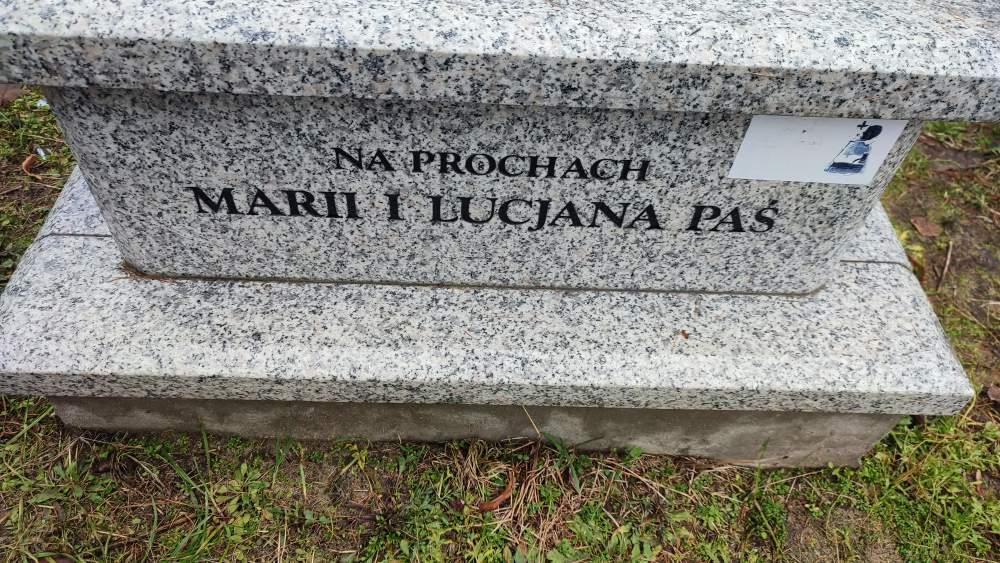 NA PROCHACH
MARII I LUCJANA PAŚ